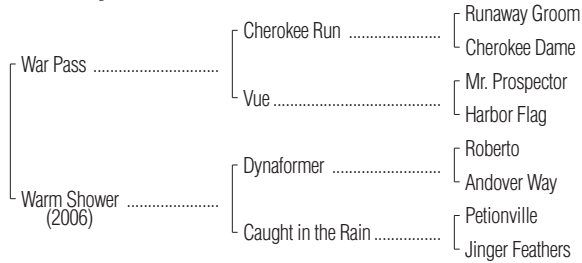 Runaway Groom
Cherokee Run ....................
Cherokee Dame
War Pass ...........................
Mr. Prospector
Vue .....................................
Harbor Flag
Roberto
Dynaformer .......................
Andover Way
Warm Shower ....................
(2006)
Petionville
Caught in the Rain ..............
Jinger Feathers